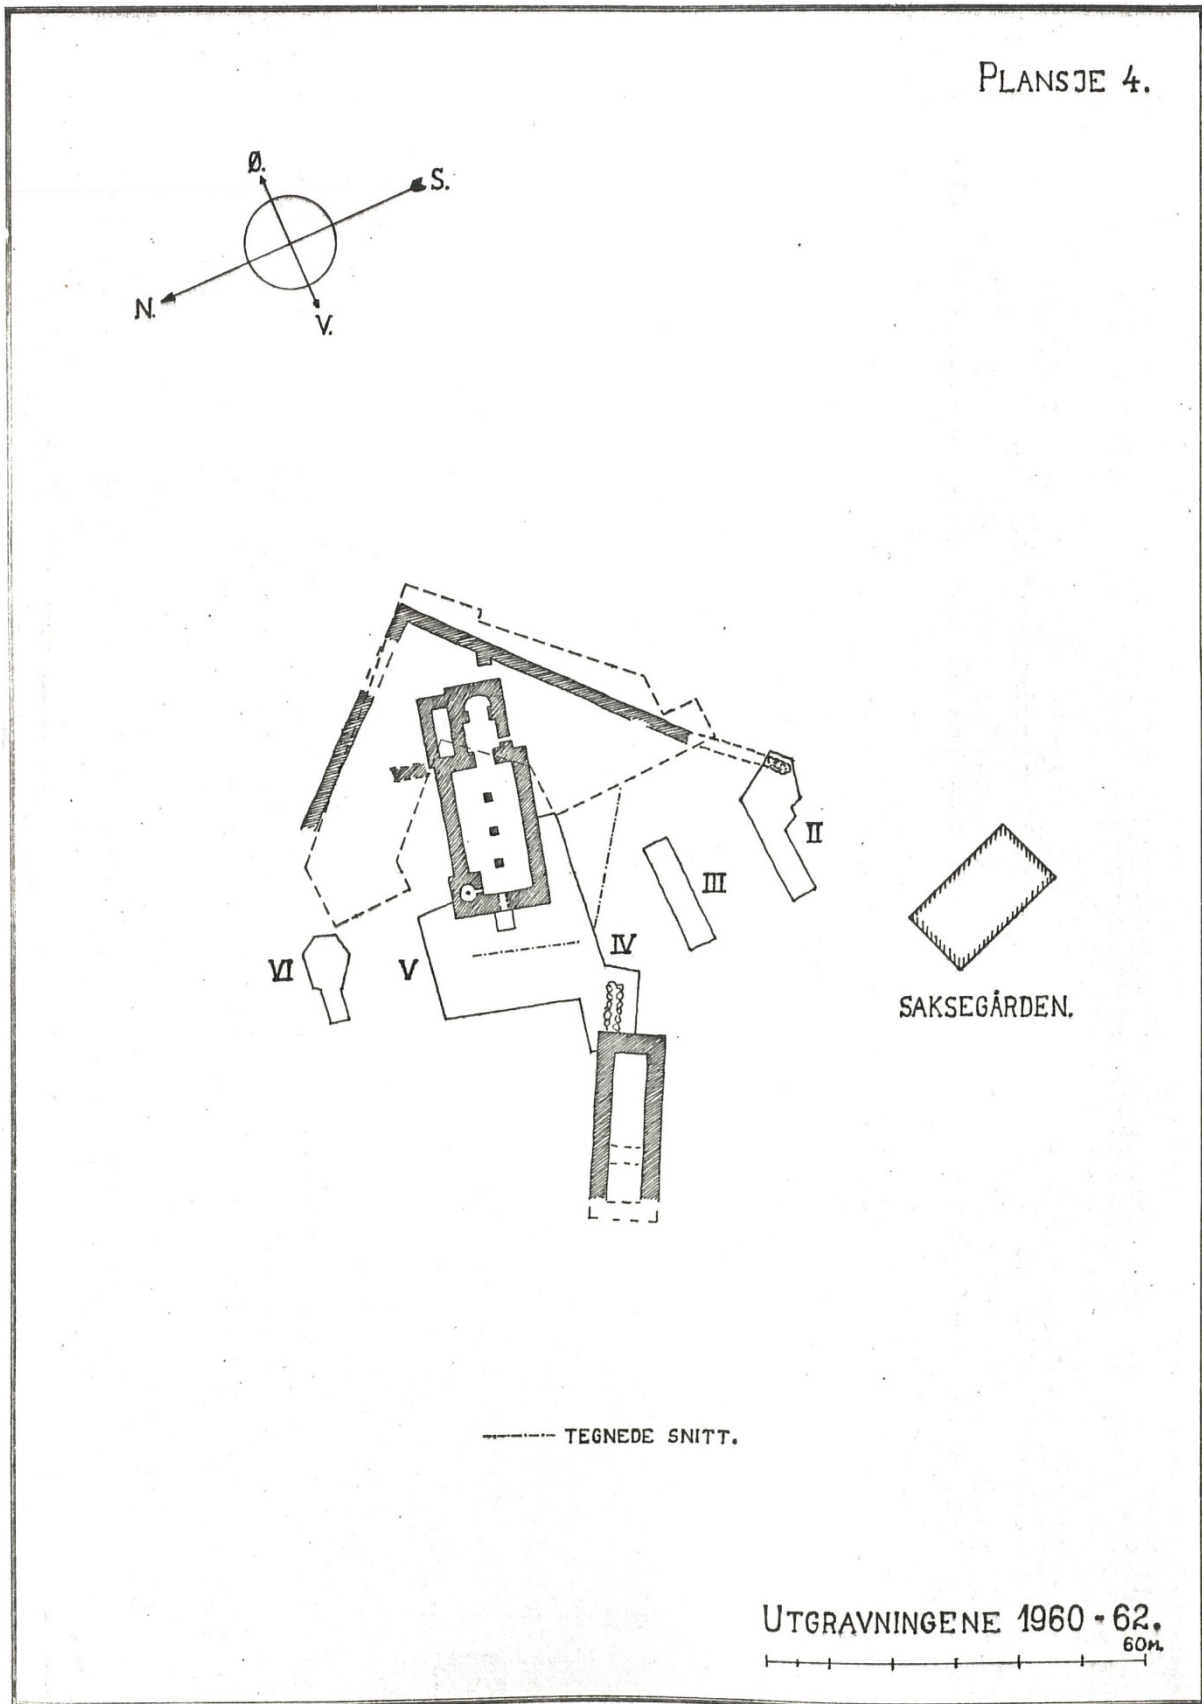 PLANSJE 4.
Ø.
S.
N.
V.
II
III
IV
V
VI
SAKSEGÅRDEN.
TEGNEDE SNITT.
UTGRAVNINGENE 1960-62.
60M.